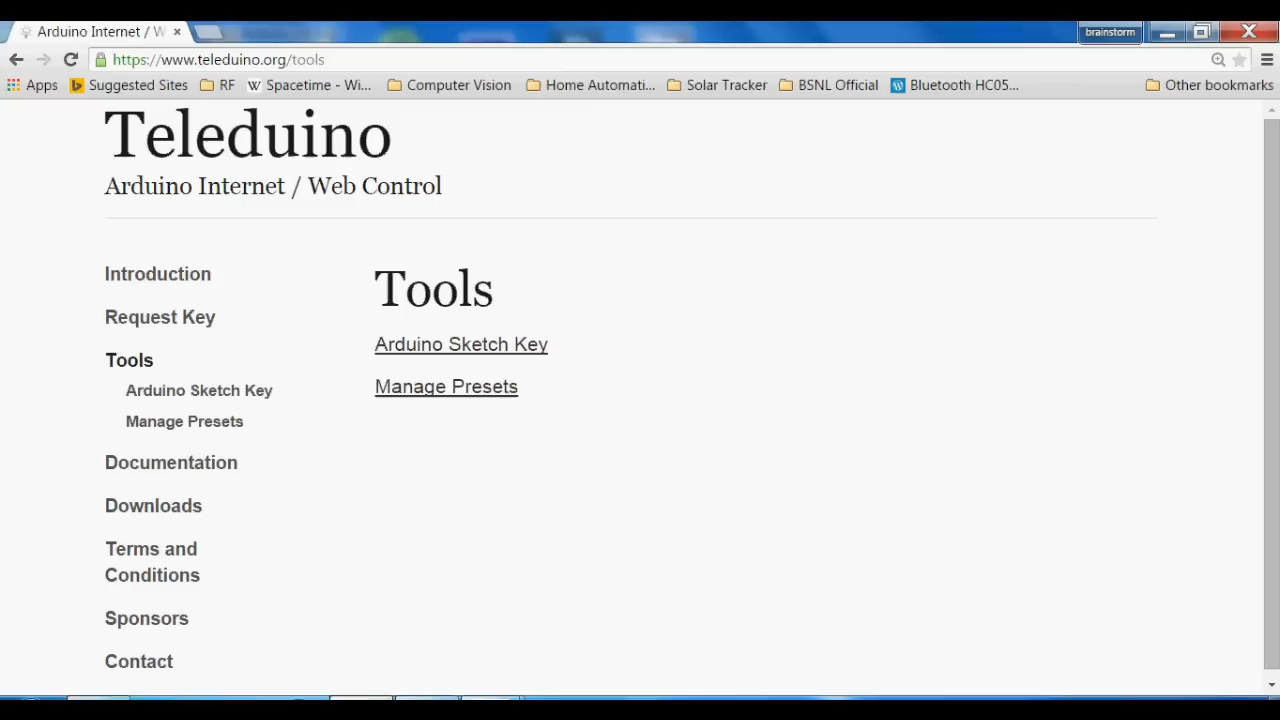 Arduino Internet / W
brainstorm
https://www.teleduino.org/tools
Apps
Suggested Sites
RF
W Spacetime - Wi...
Computer Vision
Home Automati...
Solar Tracker
BSNL Official
Bluetooth HC05...
Other bookmarks
Teleduino
Arduino Internet / Web Control
Introduction
Request Key
Tools
Arduino Sketch Key
Manage Presets
Documentation
Downloads
Terms and
Conditions
Sponsors
Contact
Tools
Arduino Sketch Key
Manage Presets